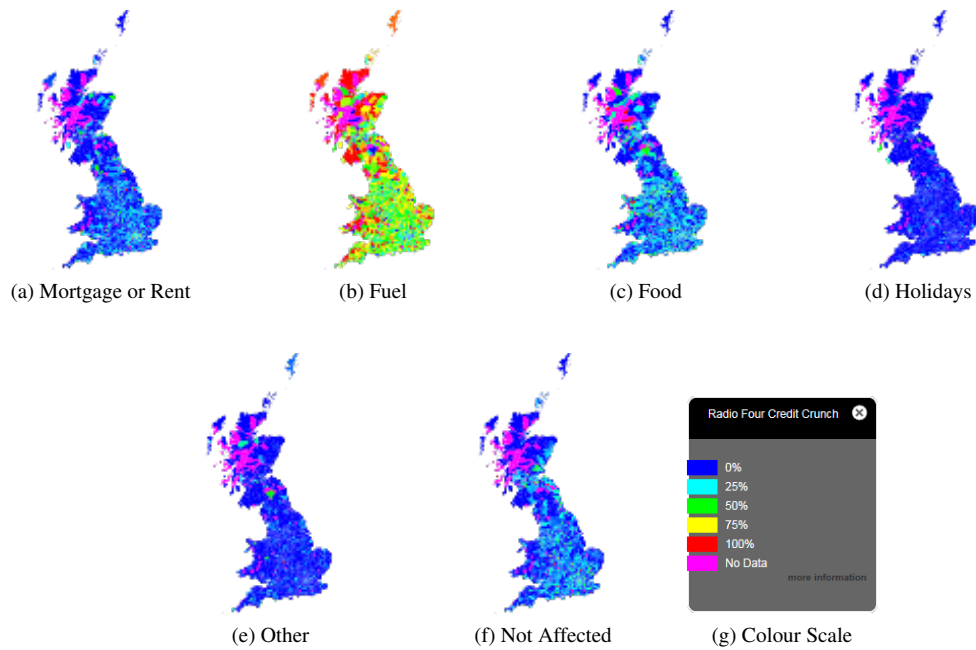 (a) Mortgage or Rent
(b) Fuel
(c) Food
(d) Holidays
Radio Four Credit Crunch
0%
25%
50%
75%
100%
No Data
more information
(e) Other
(f) Not Affected
(g) Colour Scale